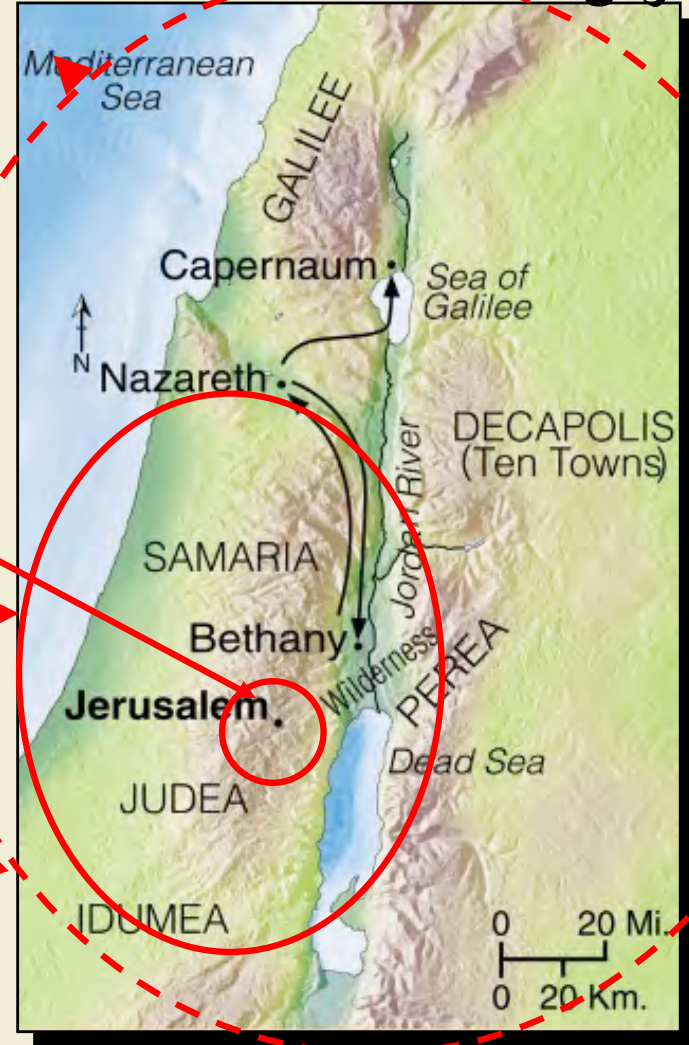 Mediterranean
Sea
GALILEE
Capernaum
Sea of
Galilee
N
Nazareth
DECAPOLIS
(Ten Towns)
Jordan River
SAMARIA
Bethany
Wilderness
PEREA
Jerusalem
Dead Sea
JUDEA
IDUMEA
0 20 Mi.
0 20 Km.